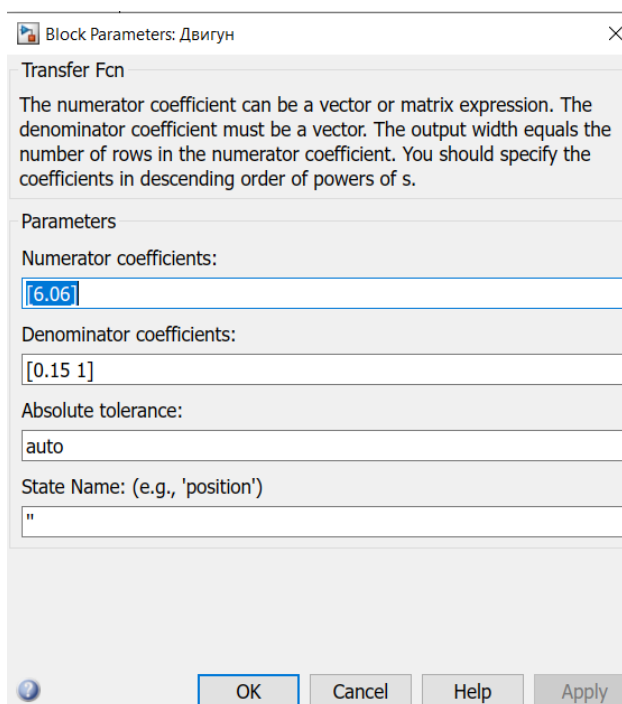 Block Parameters: Двигун
Transfer Fcn
The numerator coefficient can be a vector or matrix expression. The
denominator coefficient must be a vector. The output width equals the
number of rows in the numerator coefficient. You should specify the
coefficients in descending order of powers of s.
Parameters
Numerator coefficients:
[6.06]
Denominator coefficients:
[0.15 1]
Absolute tolerance:
auto
State Name: (e.g., 'position')
''
OK Cancel Help Apply